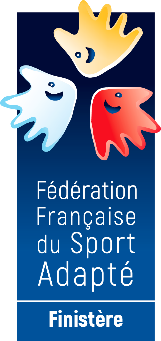 Fédération
Française
du Sport
Adapté
Finistère